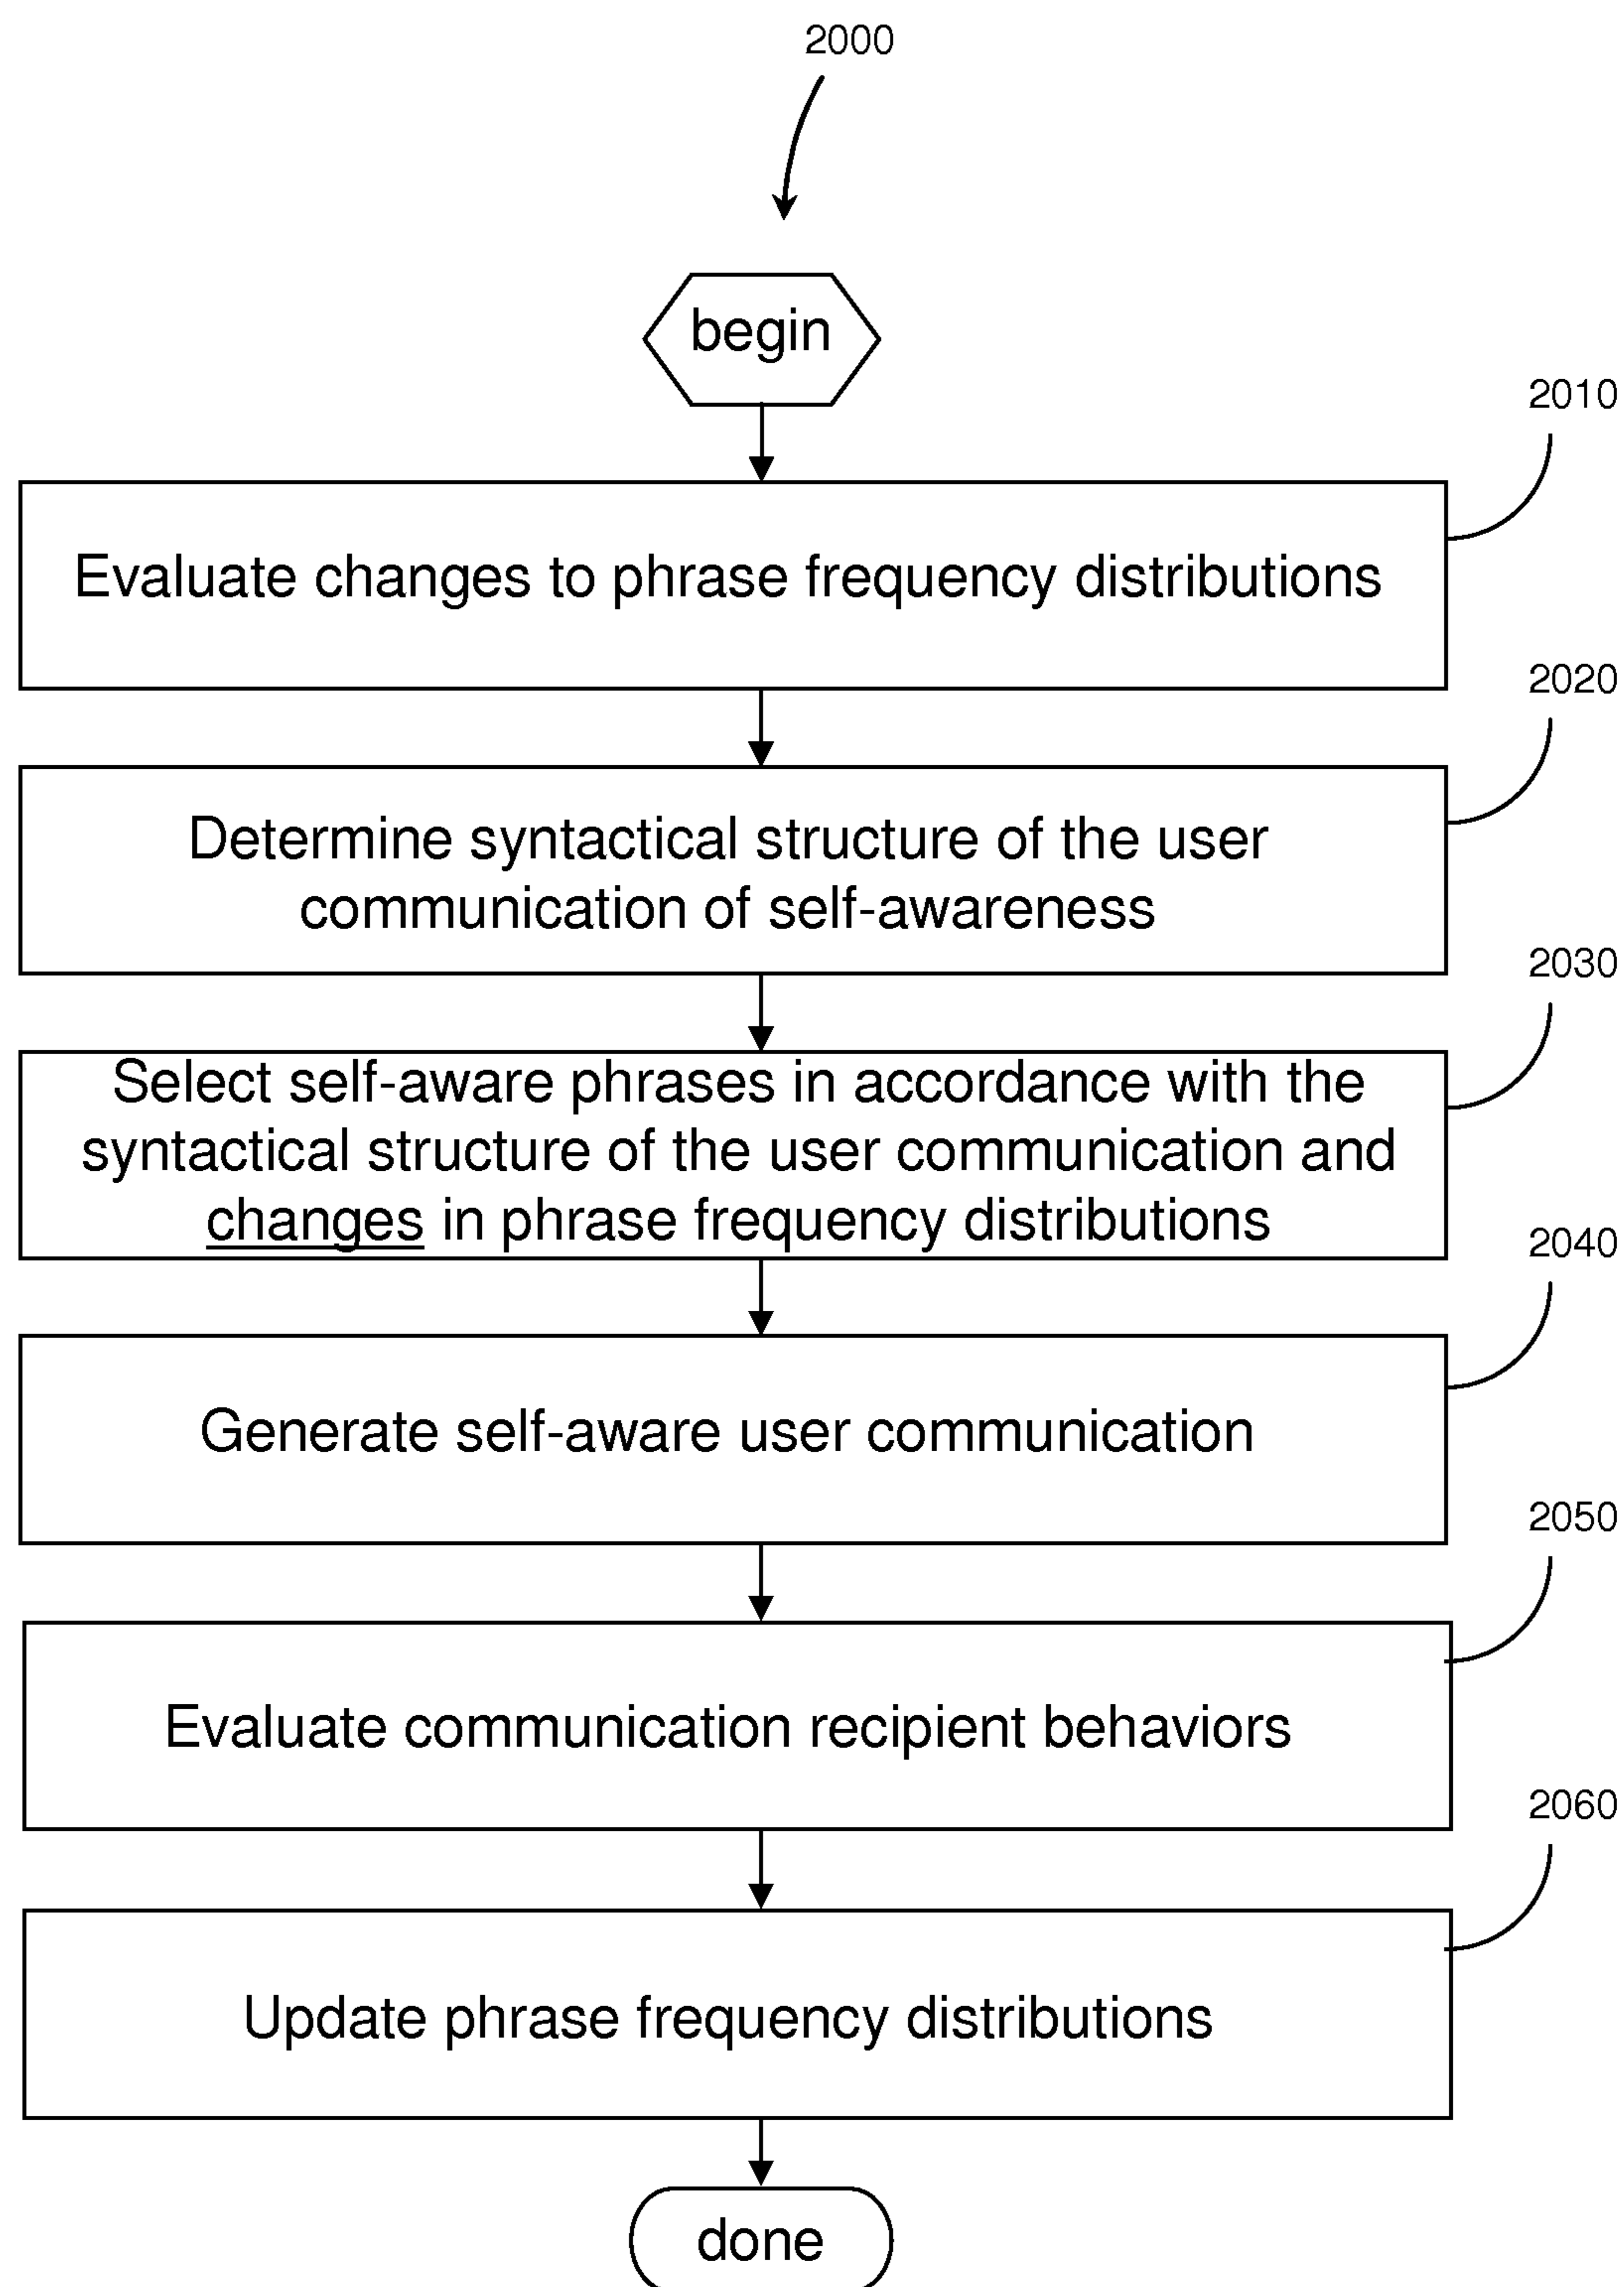 2000
begin
2010
Evaluate changes to phrase frequency distributions
2020
Determine syntactical structure of the user
communication of self-awareness
2030
Select self-aware phrases in accordance with the
syntactical structure of the user communication and
changes in phrase frequency distributions
2040
Generate self-aware user communication
2050
Evaluate communication recipient behaviors
2060
Update phrase frequency distributions
done